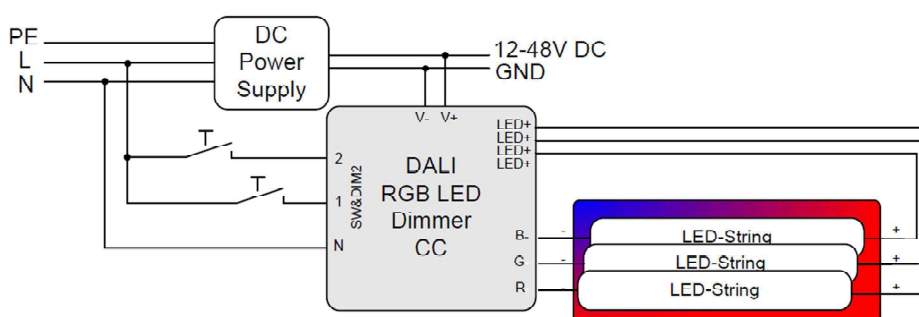 PE
L
N
DC
Power
Supply
12-48V DC
GND
V- V+
LED+
LED+
LED+
LED+
2
1
N
SW&DIM2
DALI
RGB LED
Dimmer
CC
B-
G-
R-
- LED-String +
- LED-String +
- LED-String +